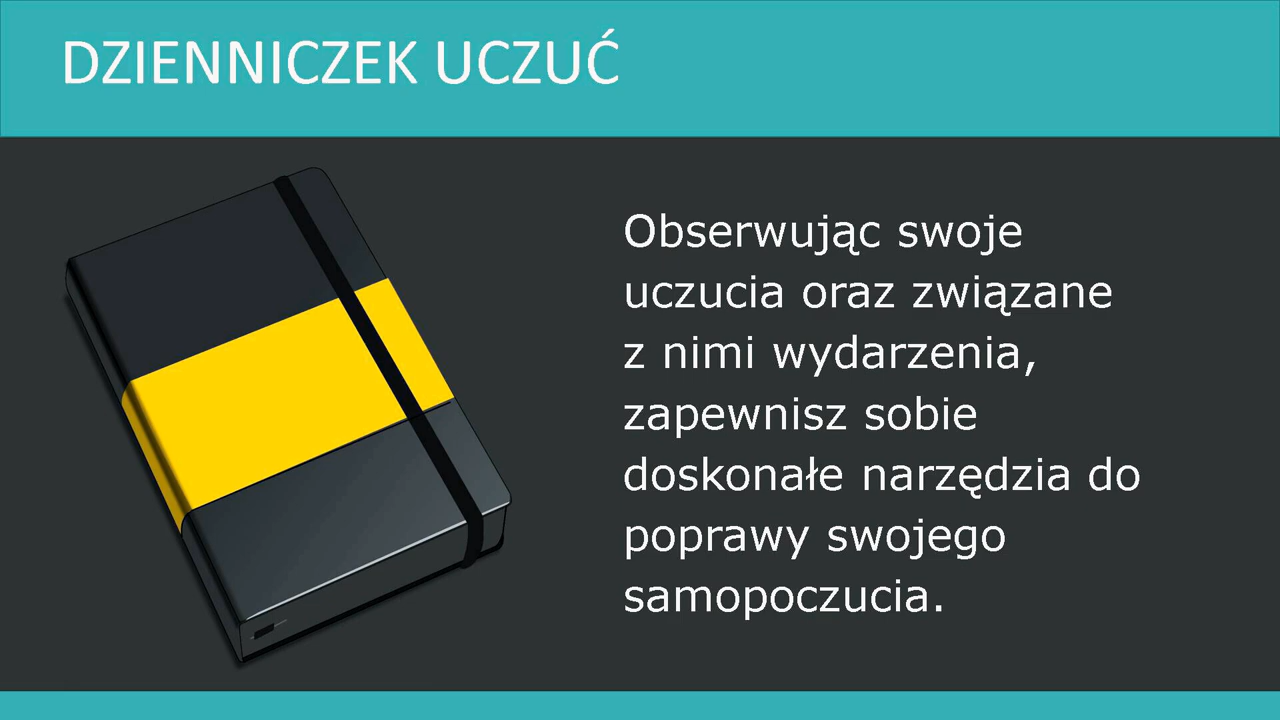 DZIENNICZEK UCZUĆ
Obserwując swoje
uczucia oraz związane
z nimi wydarzenia,
zapewnisz sobie
doskonałe narzędzia do
poprawy swojego
samopoczucia.